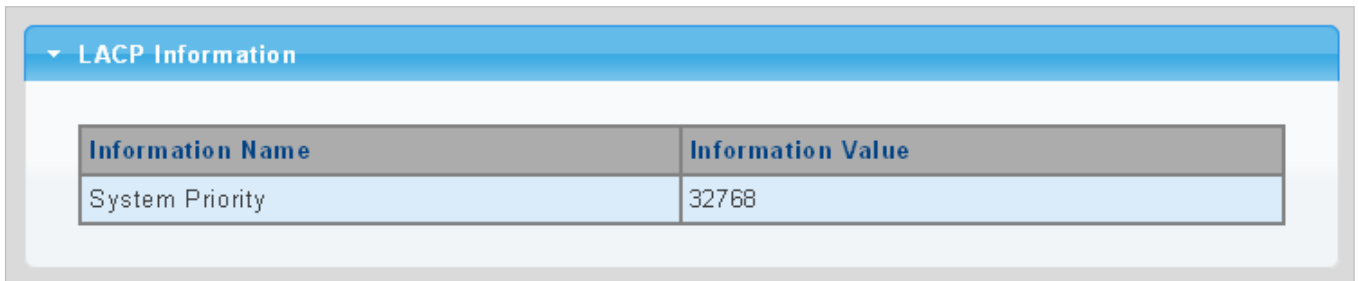 LACP Information
Information Name Information Value
System Priority 32768